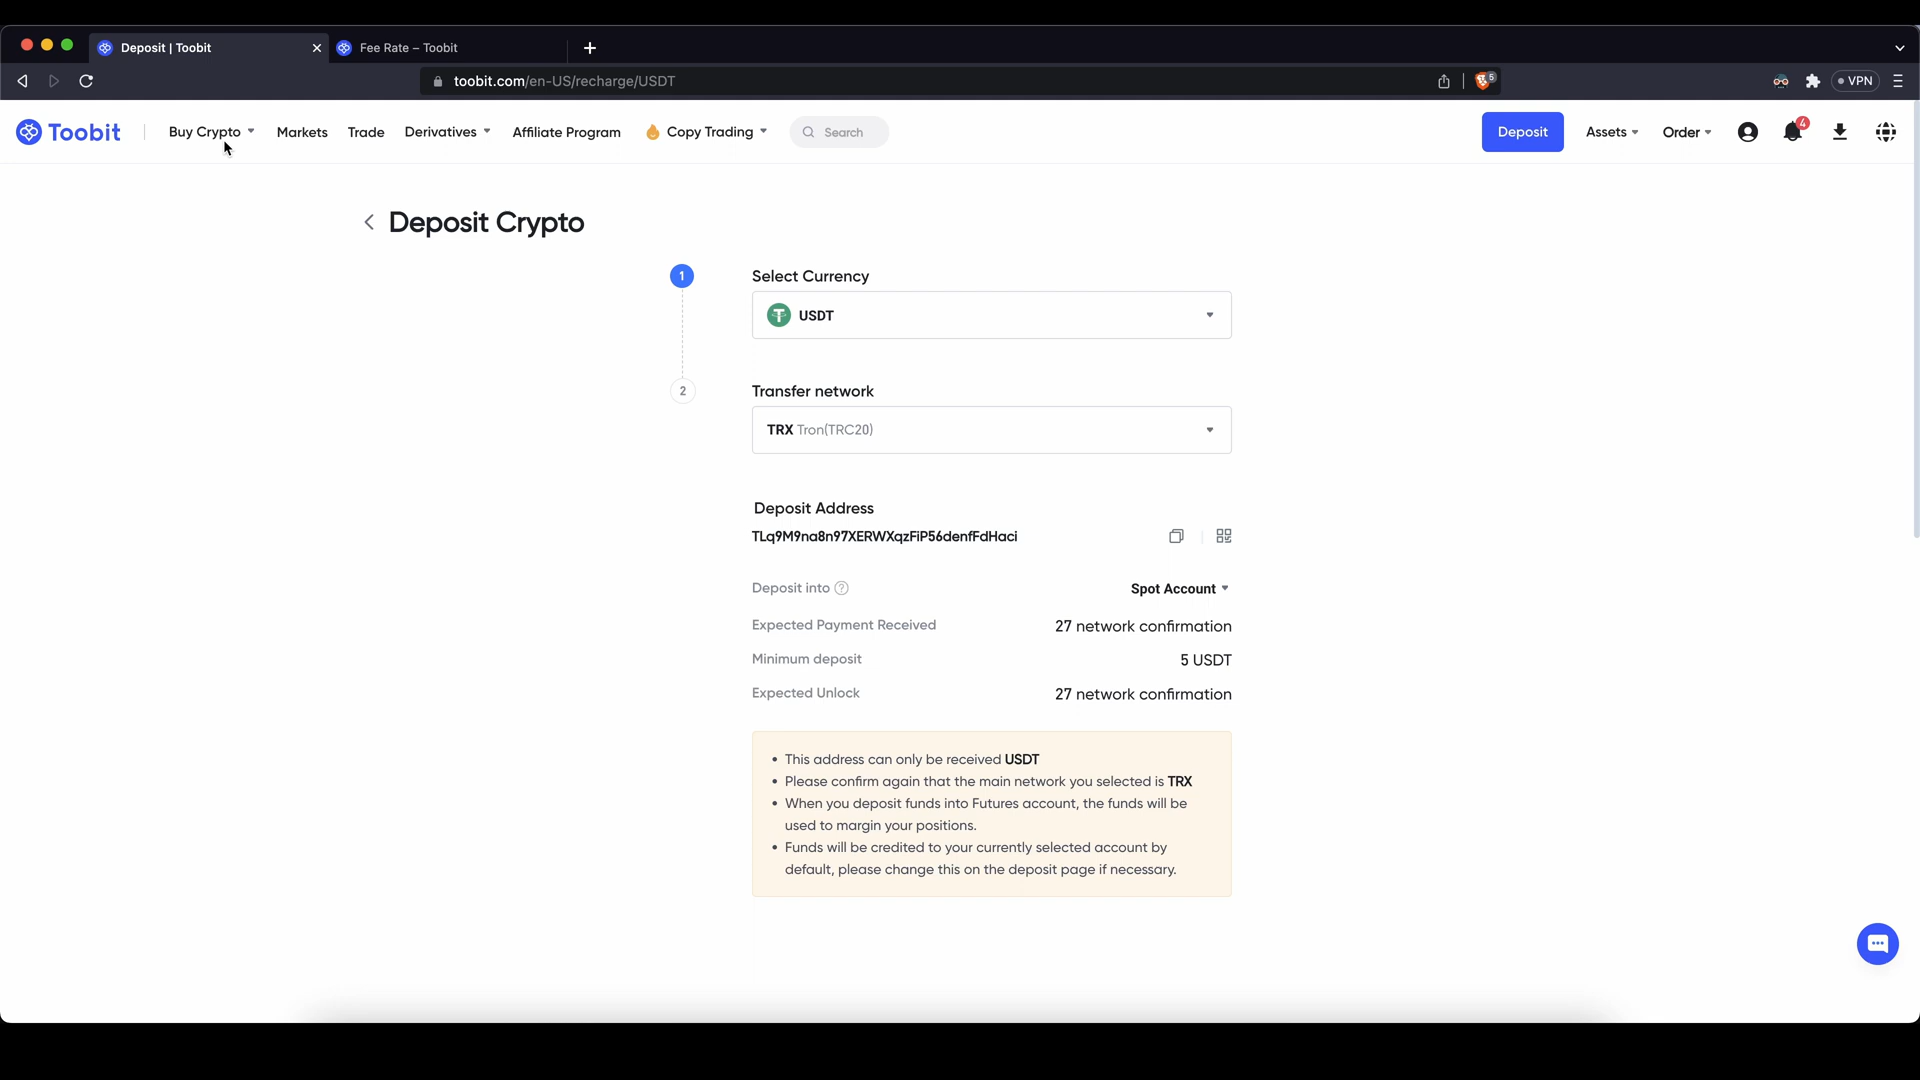 Deposit | Toobit
Fee Rate – Toobit
toobit.com/en-US/recharge/USDT
5
VPN
Toobit
Buy Crypto
Markets
Trade
Derivatives
Affiliate Program
Copy Trading
Search
Deposit
Assets
Order
4
Deposit Crypto
1
Select Currency
USDT
2
Transfer network
TRX Tron(TRC20)
Deposit Address
TLq9M9na8n97XERWXqzFiP56denfFdHaci
Deposit into ?
Spot Account
Expected Payment Received
27 network confirmation
Minimum deposit
5 USDT
Expected Unlock
27 network confirmation
• This address can only be received USDT
• Please confirm again that the main network you selected is TRX
• When you deposit funds into Futures account, the funds will be
used to margin your positions.
• Funds will be credited to your currently selected account by
default, please change this on the deposit page if necessary.